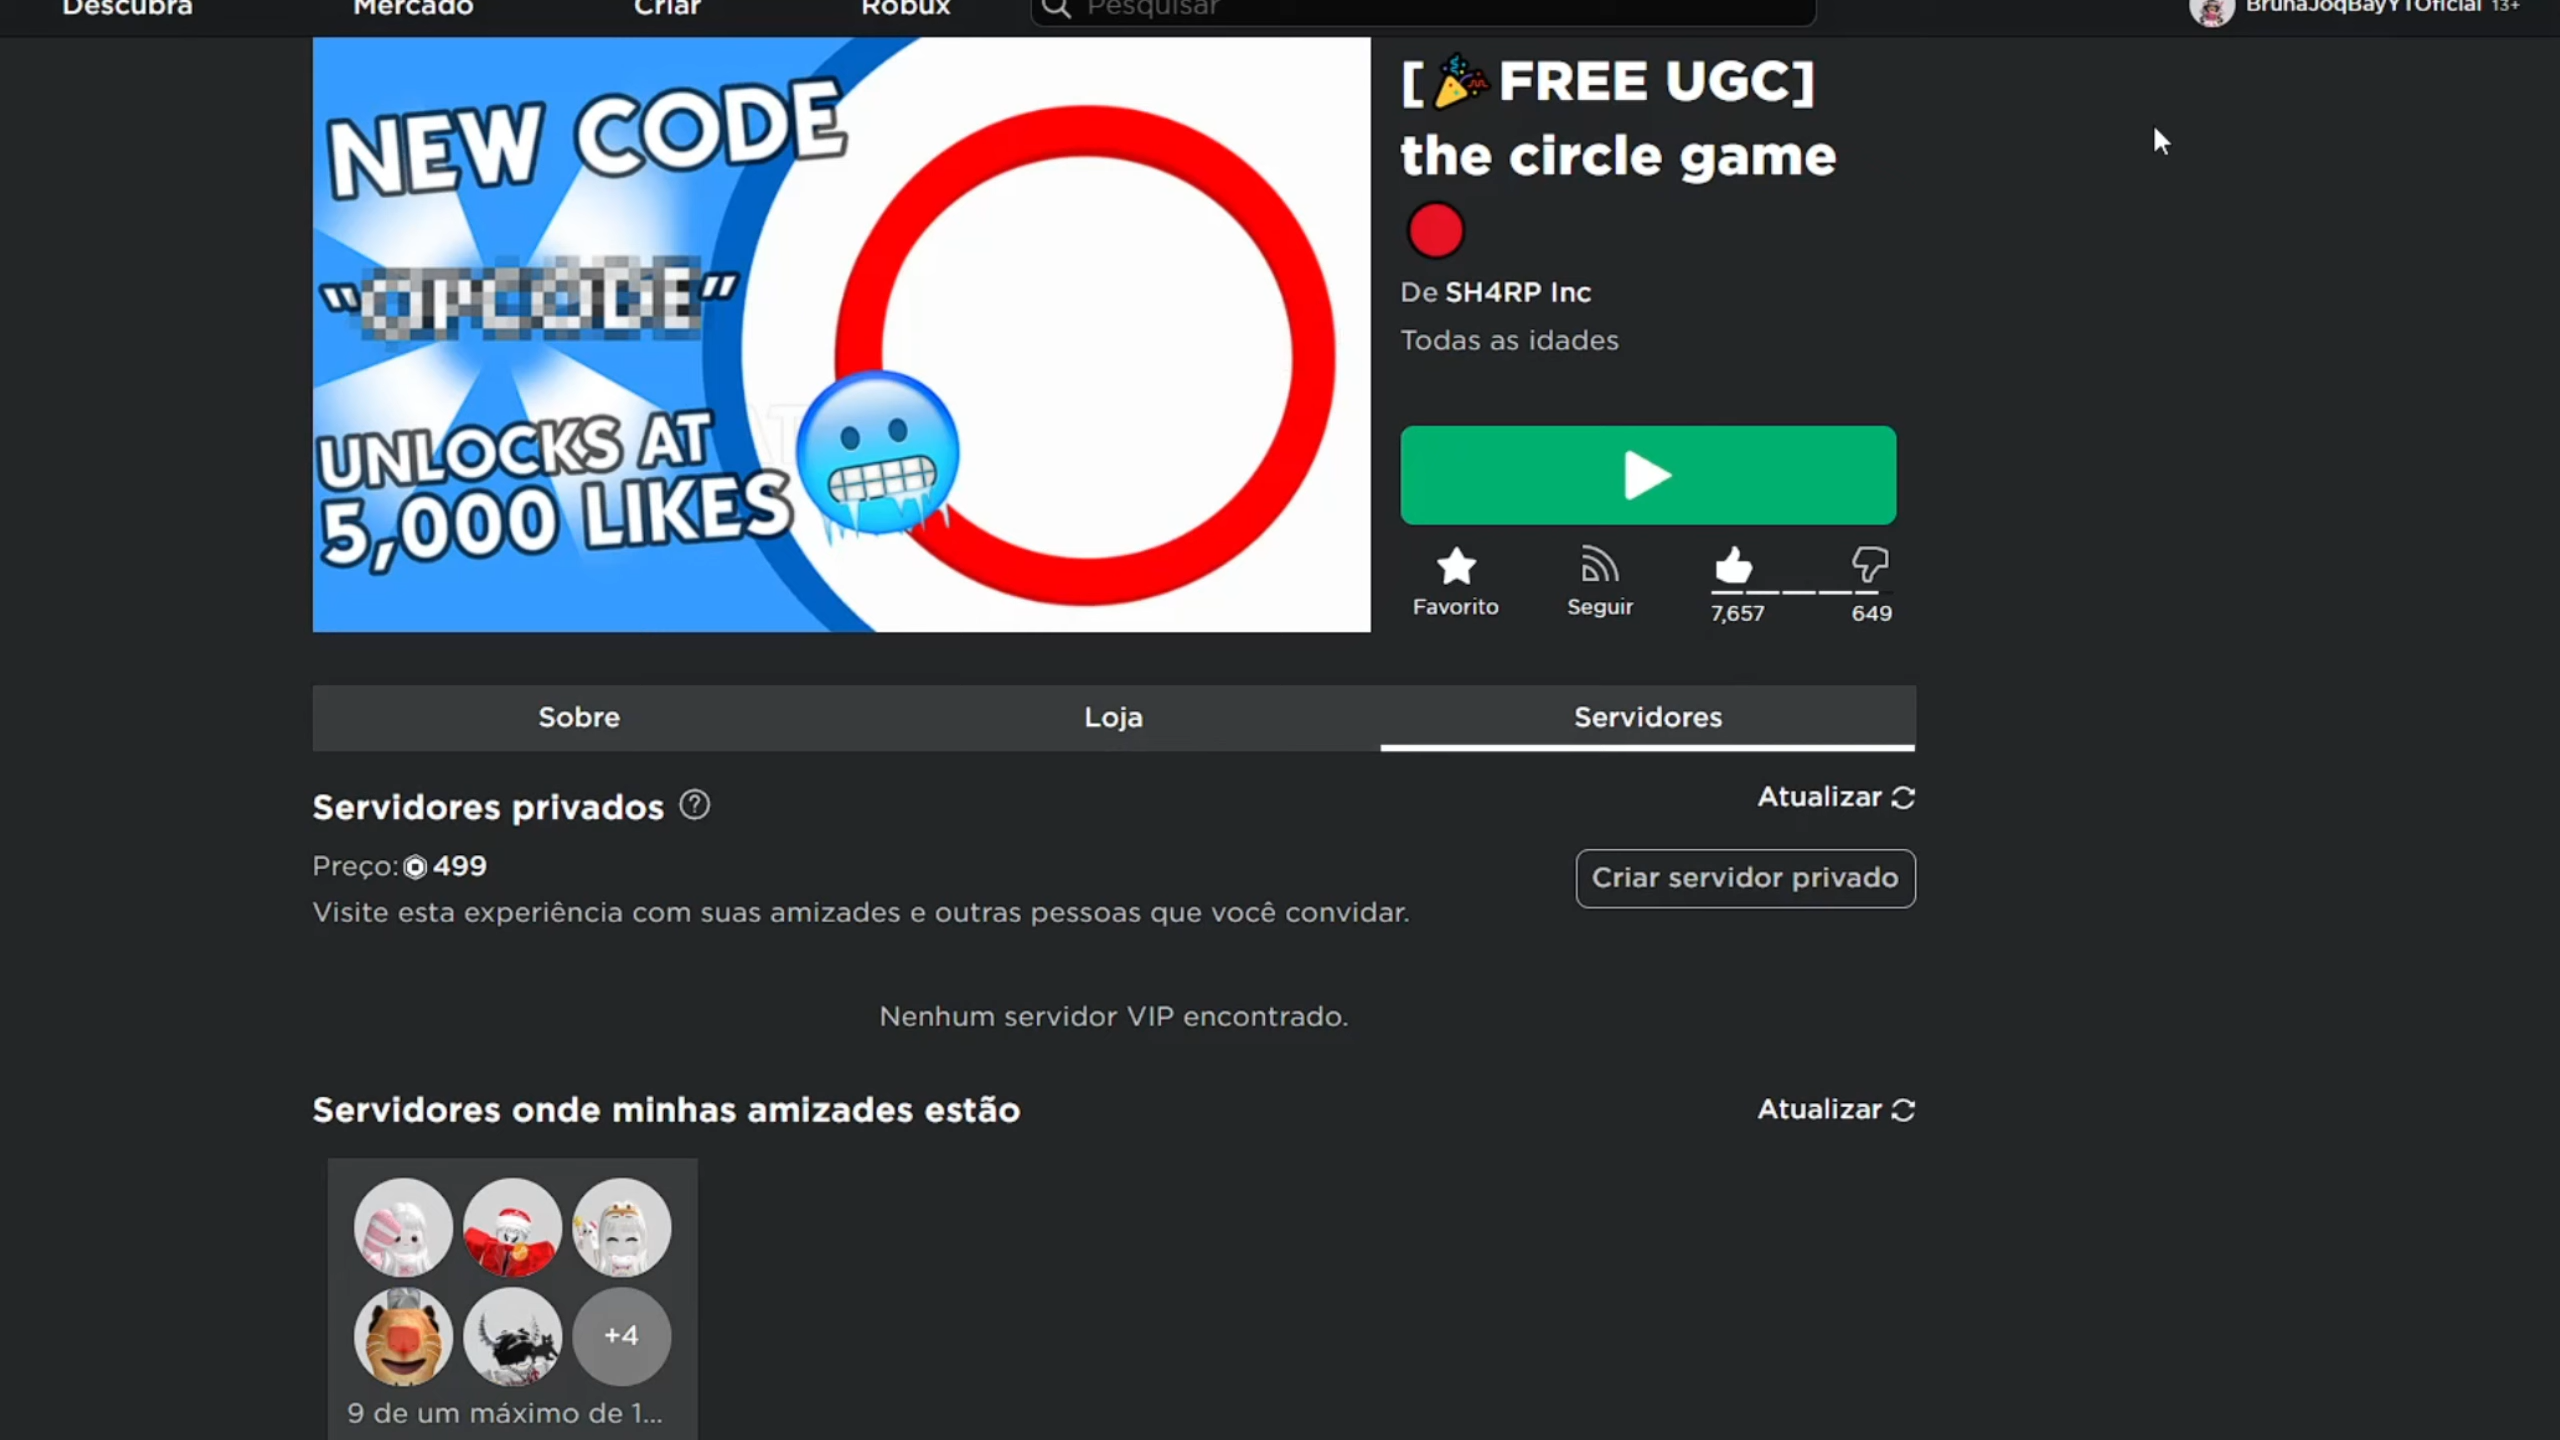 Descubra
Mercado
Criar
Robux
Pesquisar
BrunaJoqBayYTOficial 13+
NEW CODE
"OPCODE"
UNLOCKS AT
5,000 LIKES
[🎉FREE UGC]
the circle game
🔴
De SH4RP Inc
Todas as idades
Favorito
Seguir
7,657
649
Sobre
Loja
Servidores
Servidores privados ?
Atualizar
Preço: 499
Criar servidor privado
Visite esta experiência com suas amizades e outras pessoas que você convidar.
Nenhum servidor VIP encontrado.
Servidores onde minhas amizades estão
Atualizar
+4
9 de um máximo de 1...